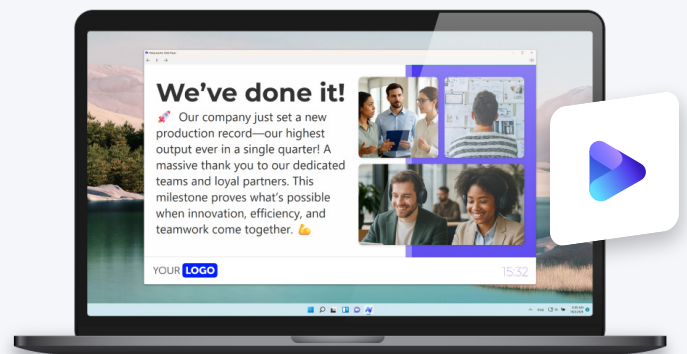 We've done it!
🚀 Our company just set a new
production record—our highest
output ever in a single quarter! A
massive thank you to our dedicated
teams and loyal partners. This
milestone proves what's possible
when innovation, efficiency, and
teamwork come together. 💪
YOUR LOGO
15:32